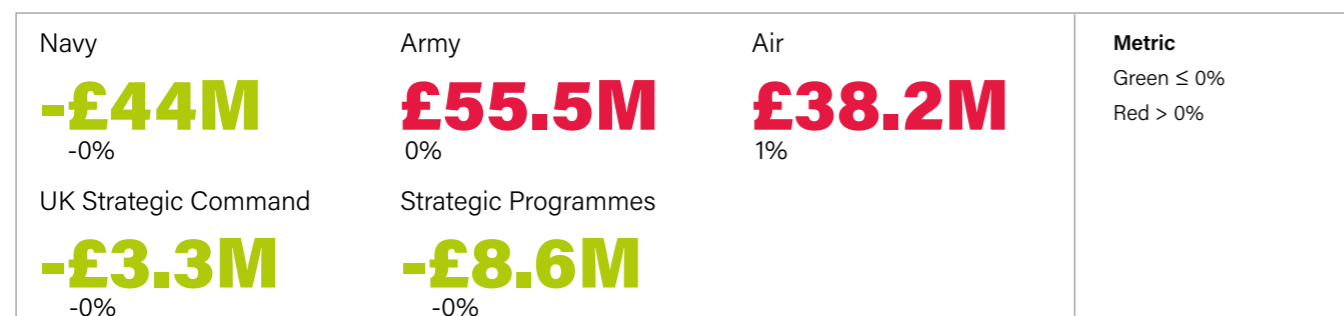 Navy
Army
Air
-£44M
£55.5M
£38.2M
-0%
0%
1%
UK Strategic Command
Strategic Programmes
-£3.3M
-£8.6M
-0%
-0%
Metric
Green ≤ 0%
Red > 0%